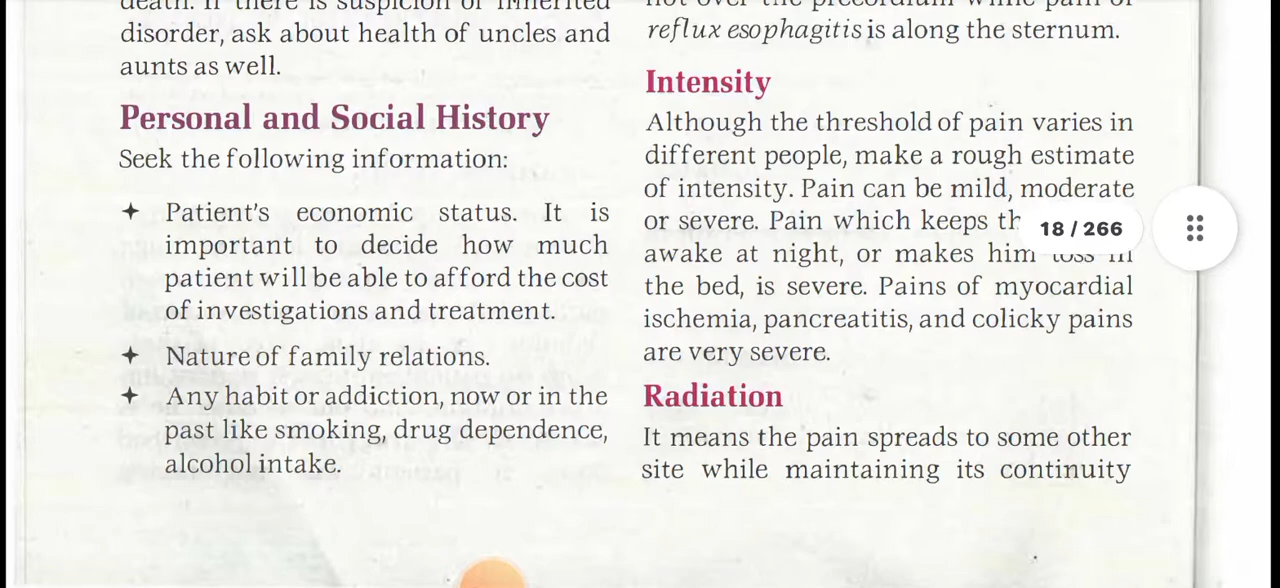 disorder, ask about health of uncles and
aunts as well.
Personal and Social History
Seek the following information:
✦ Patient's economic status. It is
important to decide how much
patient will be able to afford the cost
of investigations and treatment.
✦ Nature of family relations.
✦ Any habit or addiction, now or in the
past like smoking, drug dependence,
alcohol intake.
reflux esophagitis is along the sternum.
Intensity
Although the threshold of pain varies in
different people, make a rough estimate
of intensity. Pain can be mild, moderate
or severe. Pain which keeps
awake at night, or makes him toss in
the bed, is severe. Pains of myocardial
ischemia, pancreatitis, and colicky pains
are very severe.
Radiation
It means the pain spreads to some other
site while maintaining its continuity
18 / 266